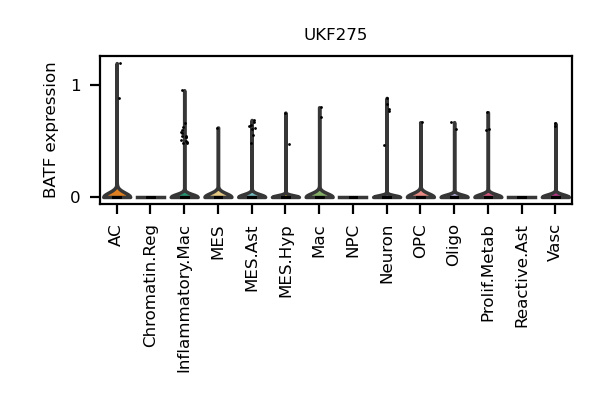 UKF275
BATF expression
1
0
AC
Chromatin.Reg
Inflammatory.Mac
MES
MES.Ast
MES.Hyp
Mac
NPC
Neuron
OPC
Oligo
Prolif.Metab
Reactive.Ast
Vasc